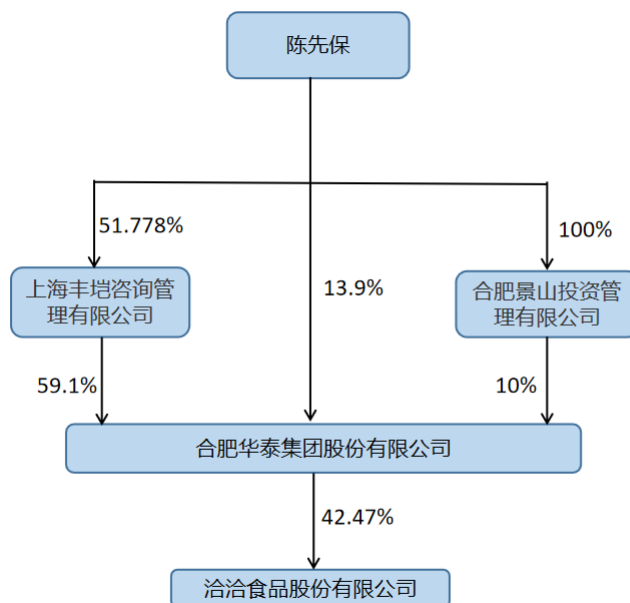 陈先保
51.778%
100%
上海丰垲咨询管
理有限公司
13.9%
合肥景山投资管
理有限公司
59.1%
10%
合肥华泰集团股份有限公司
42.47%
洽洽食品股份有限公司